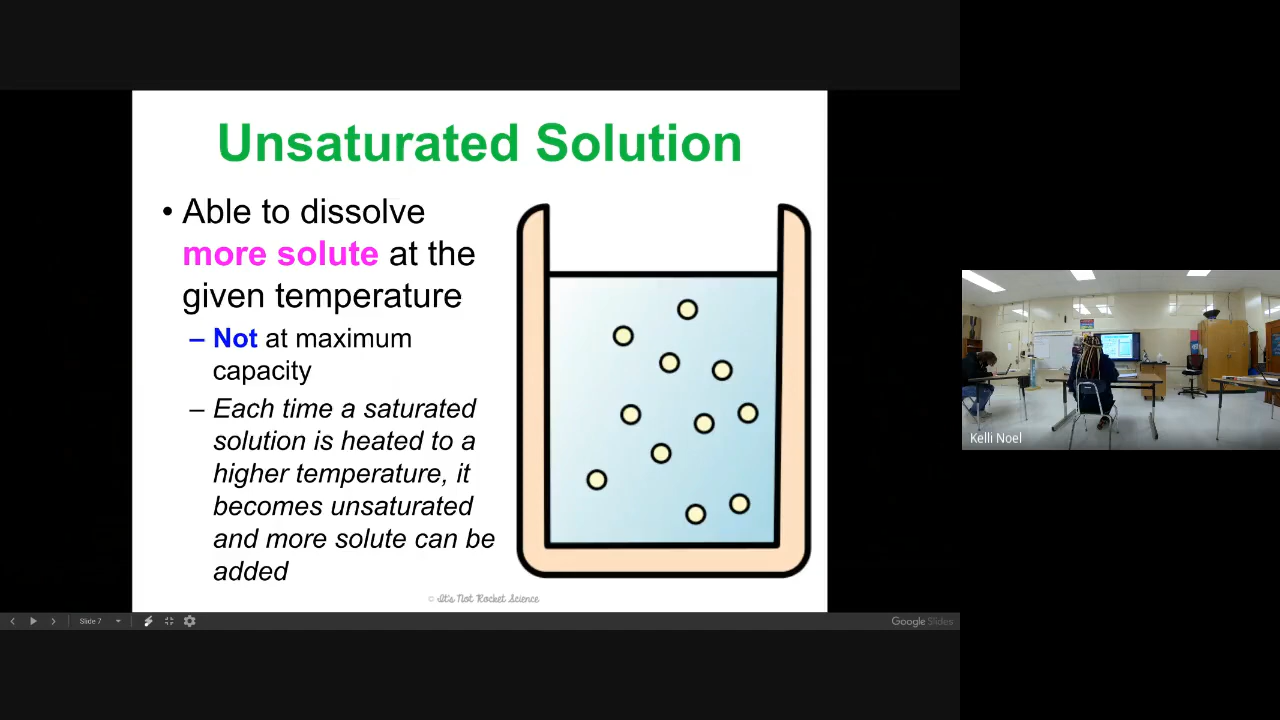 Unsaturated Solution
• Able to dissolve
more solute at the
given temperature
– Not at maximum
capacity
– Each time a saturated
solution is heated to a
higher temperature, it
becomes unsaturated
and more solute can be
added
© It's Not Rocket Science
Slide 7
Google Slides
Kelli Noel